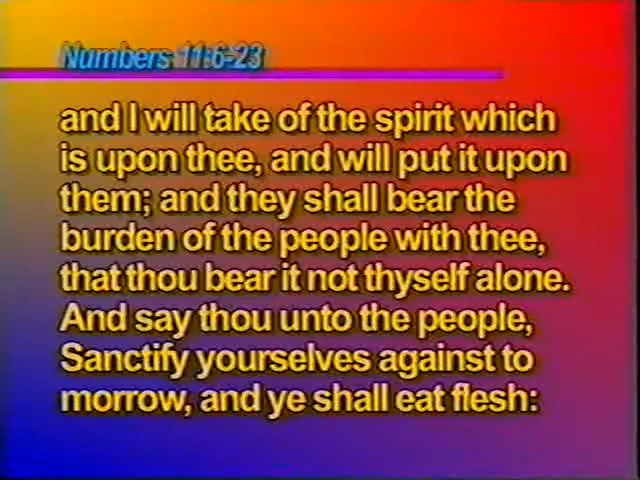 Numbers 11:6-23
and I will take of the spirit which
is upon thee, and will put it upon
them; and they shall bear the
burden of the people with thee,
that thou bear it not thyself alone.
And say thou unto the people,
Sanctify yourselves against to
morrow, and ye shall eat flesh: